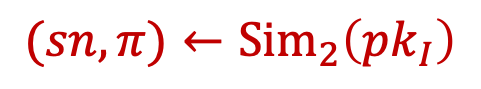 (sn, π) ← Sim₂(pk_I)